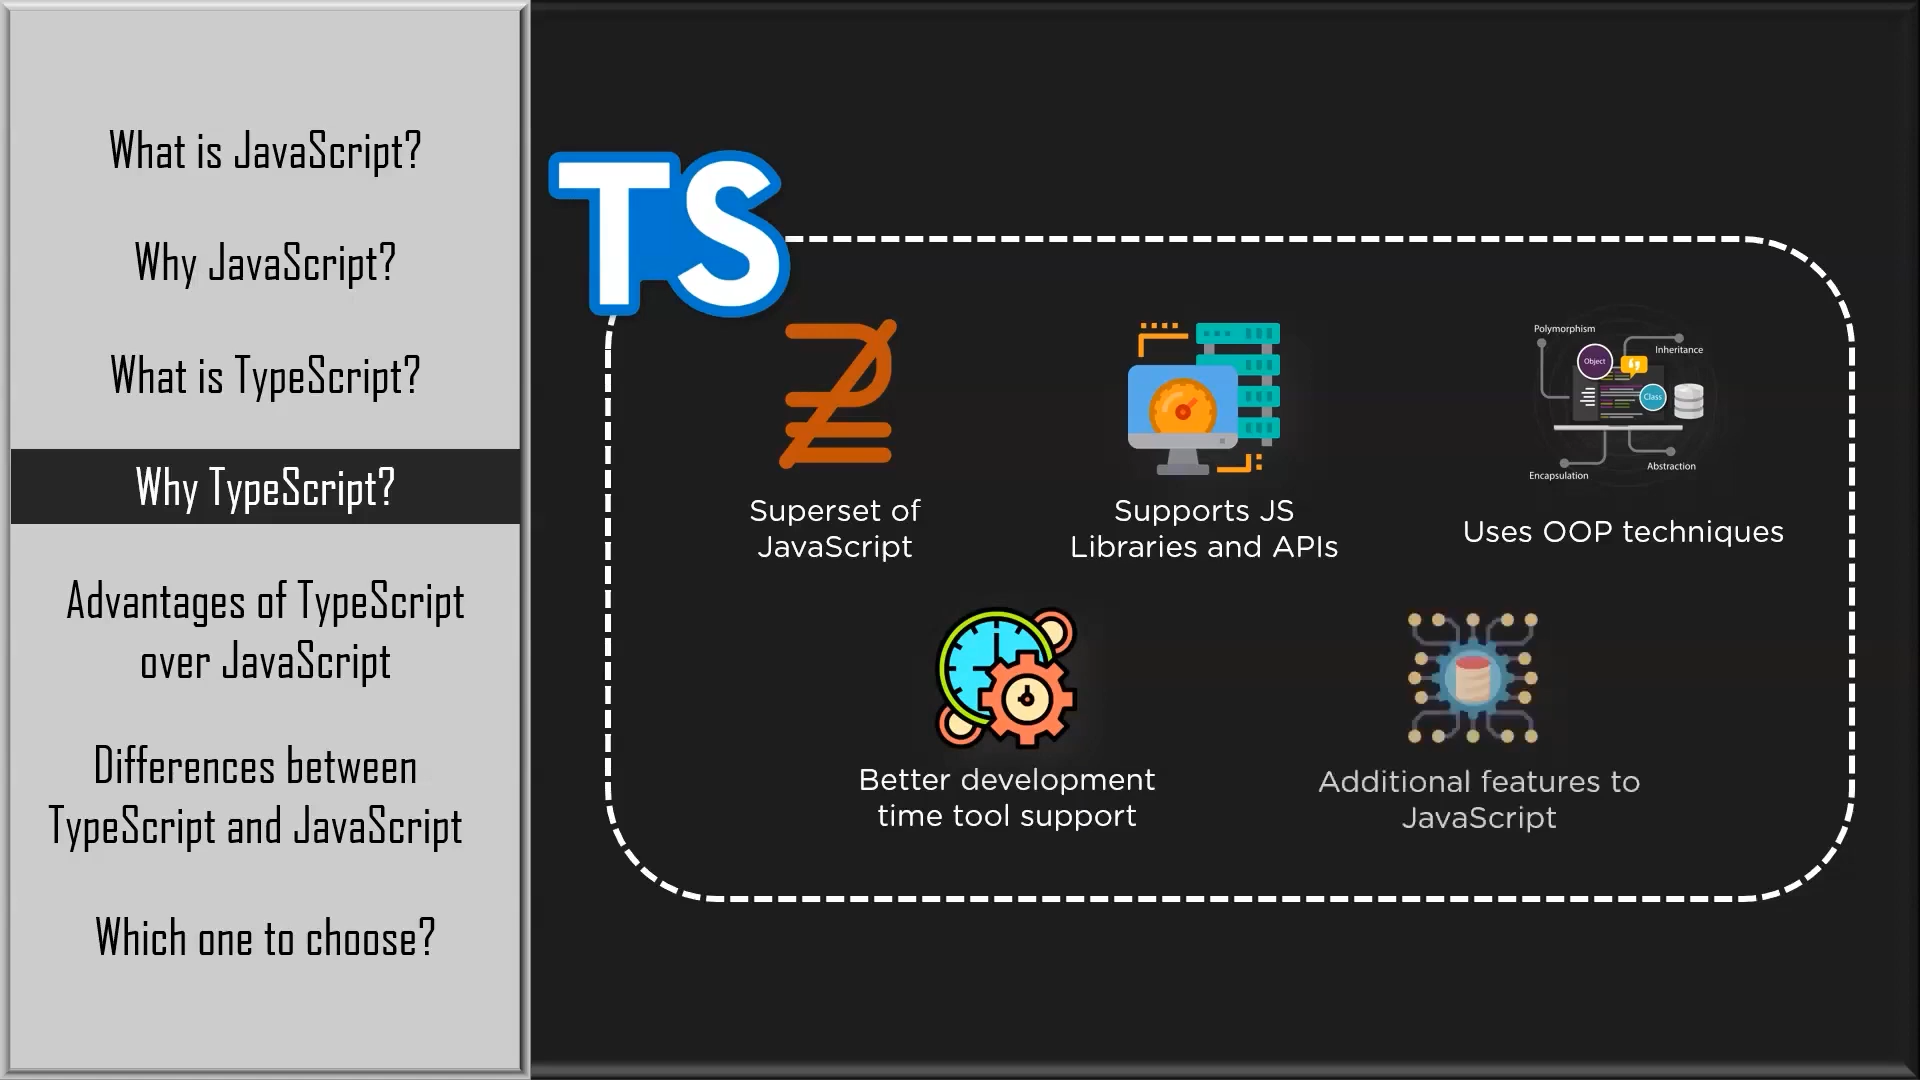 What is JavaScript?
Why JavaScript?
What is TypeScript?
Why TypeScript?
Advantages of TypeScript
over JavaScript
Differences between
TypeScript and JavaScript
Which one to choose?
TS
Superset of
JavaScript
Supports JS
Libraries and APIs
Polymorphism
Inheritance
Object
Class
Encapsulation
Abstraction
Uses OOP techniques
Better development
time tool support
Additional features to
JavaScript